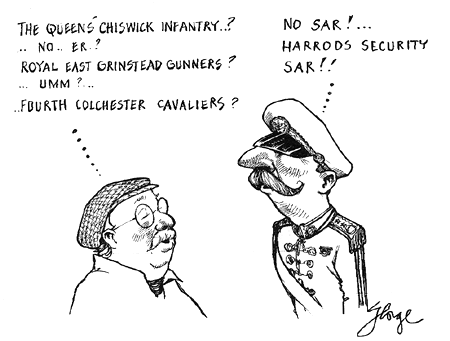 THE QUEENS' CHISWICK INFANTRY..?
.. NO.. ER.?
ROYAL EAST GRINSTEAD GUNNERS?
... UMM?...
..FOURTH COLCHESTER CAVALIERS?
NO SAR!...
HARRODS SECURITY
SAR!!
George